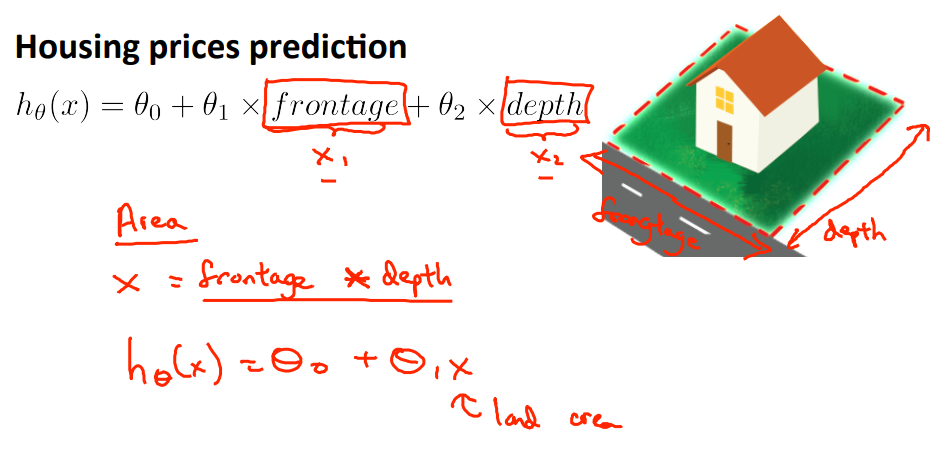 Housing prices prediction
hθ(x) = θ0 + θ1 × frontage + θ2 × depth
x1 x2
frontage
depth
Area
x = frontage * depth
hθ(x) = θ0 + θ1 x
land area